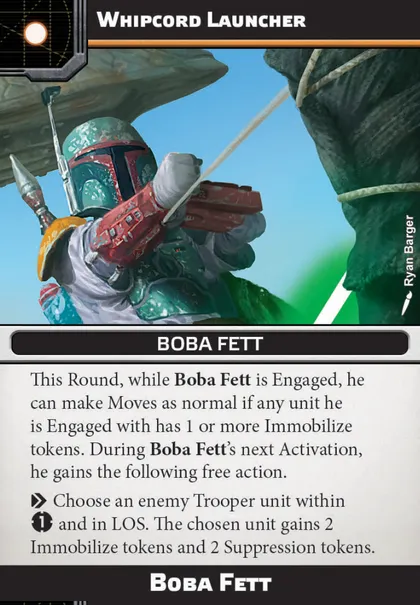 Whipcord Launcher
Ryan Barger
BOBA FETT
This Round, while Boba Fett is Engaged, he
can make Moves as normal if any unit he
is Engaged with has 1 or more Immobilize
tokens. During Boba Fett's next Activation,
he gains the following free action.
Choose an enemy Trooper unit within
1 and in LOS. The chosen unit gains 2
Immobilize tokens and 2 Suppression tokens.
Boba Fett